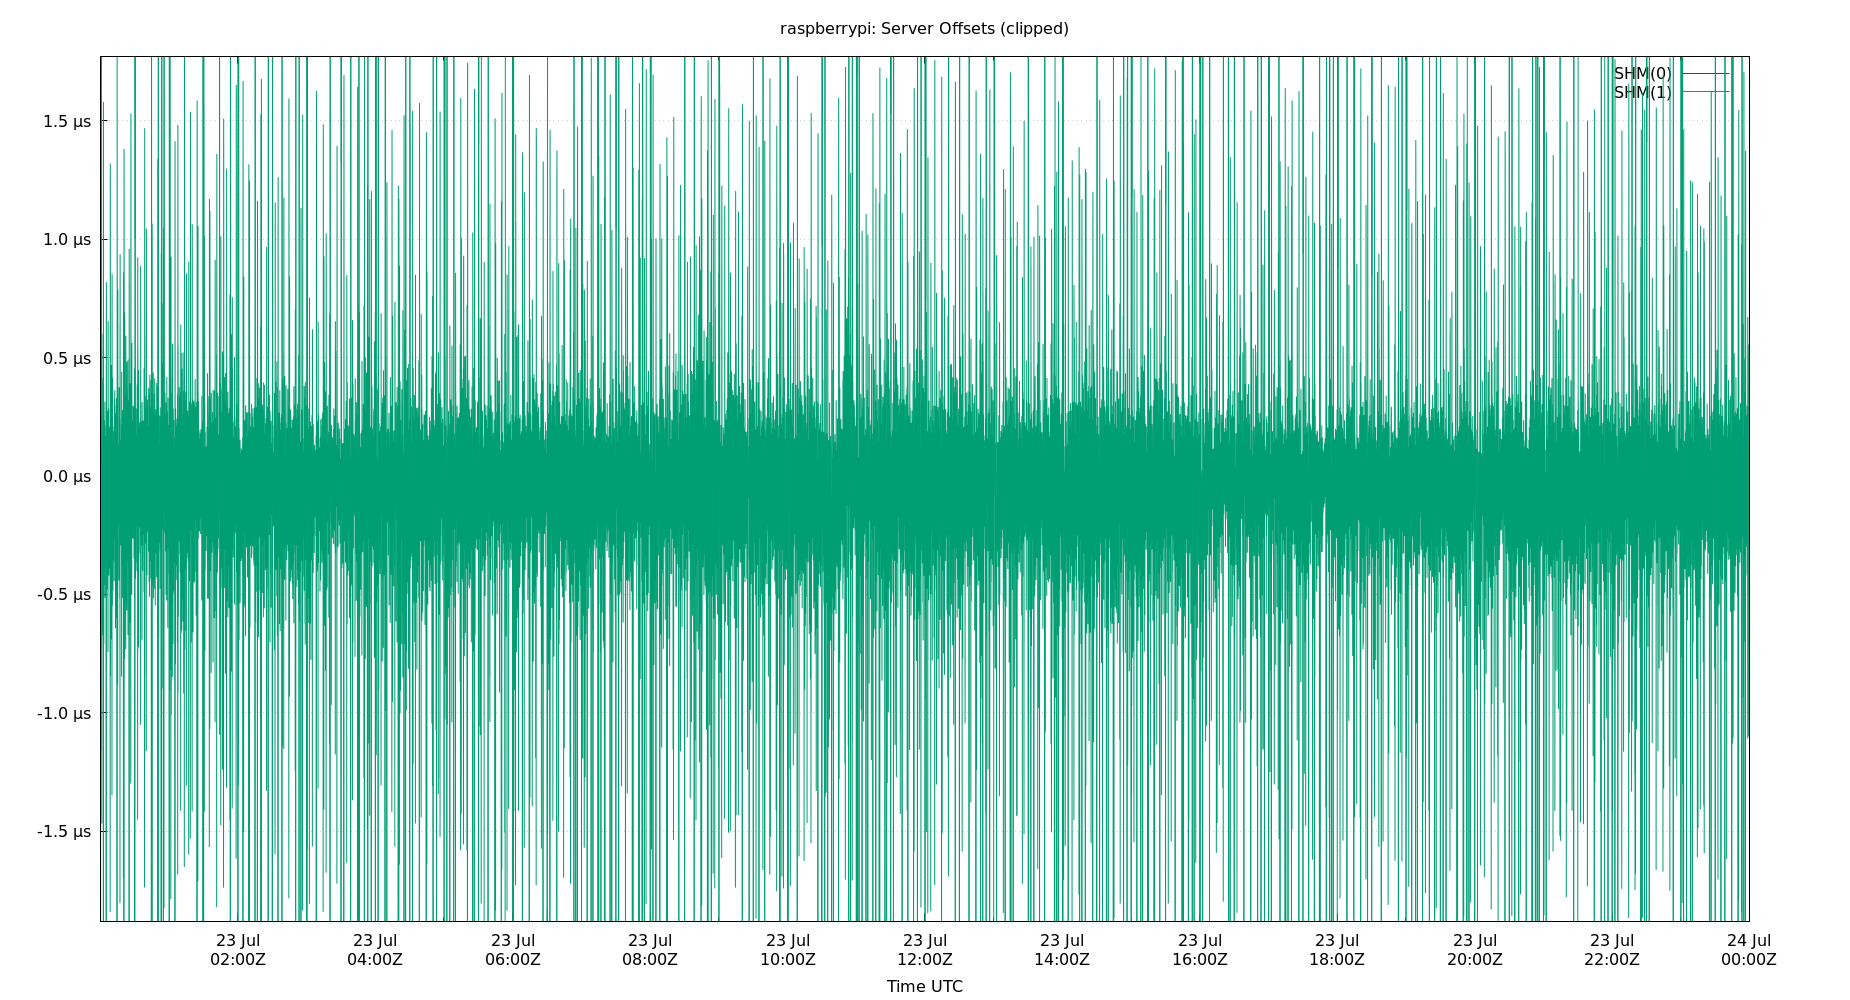 raspberrypi: Server Offsets (clipped)
SHM(0)
SHM(1)
1.5 µs
1.0 µs
0.5 µs
0.0 µs
-0.5 µs
-1.0 µs
-1.5 µs
23 Jul 23 Jul 23 Jul 23 Jul 23 Jul 23 Jul 23 Jul 23 Jul 23 Jul 23 Jul 23 Jul 24 Jul
02:00Z 04:00Z 06:00Z 08:00Z 10:00Z 12:00Z 14:00Z 16:00Z 18:00Z 20:00Z 22:00Z 00:00Z
Time UTC